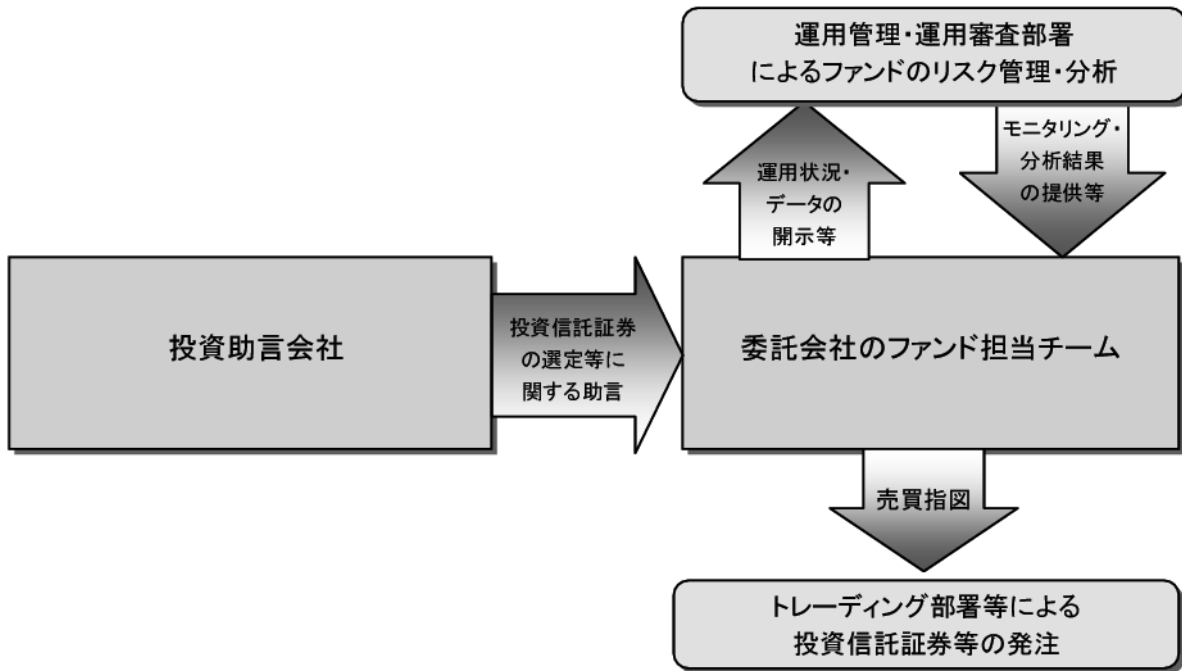 運用管理・運用審査部署
によるファンドのリスク管理・分析
運用状況・
データの
開示等
モニタリング・
分析結果
の提供等
投資助言会社
投資信託証券
の選定等に
関する助言
委託会社のファンド担当チーム
売買指図
トレーディング部署等による
投資信託証券等の発注